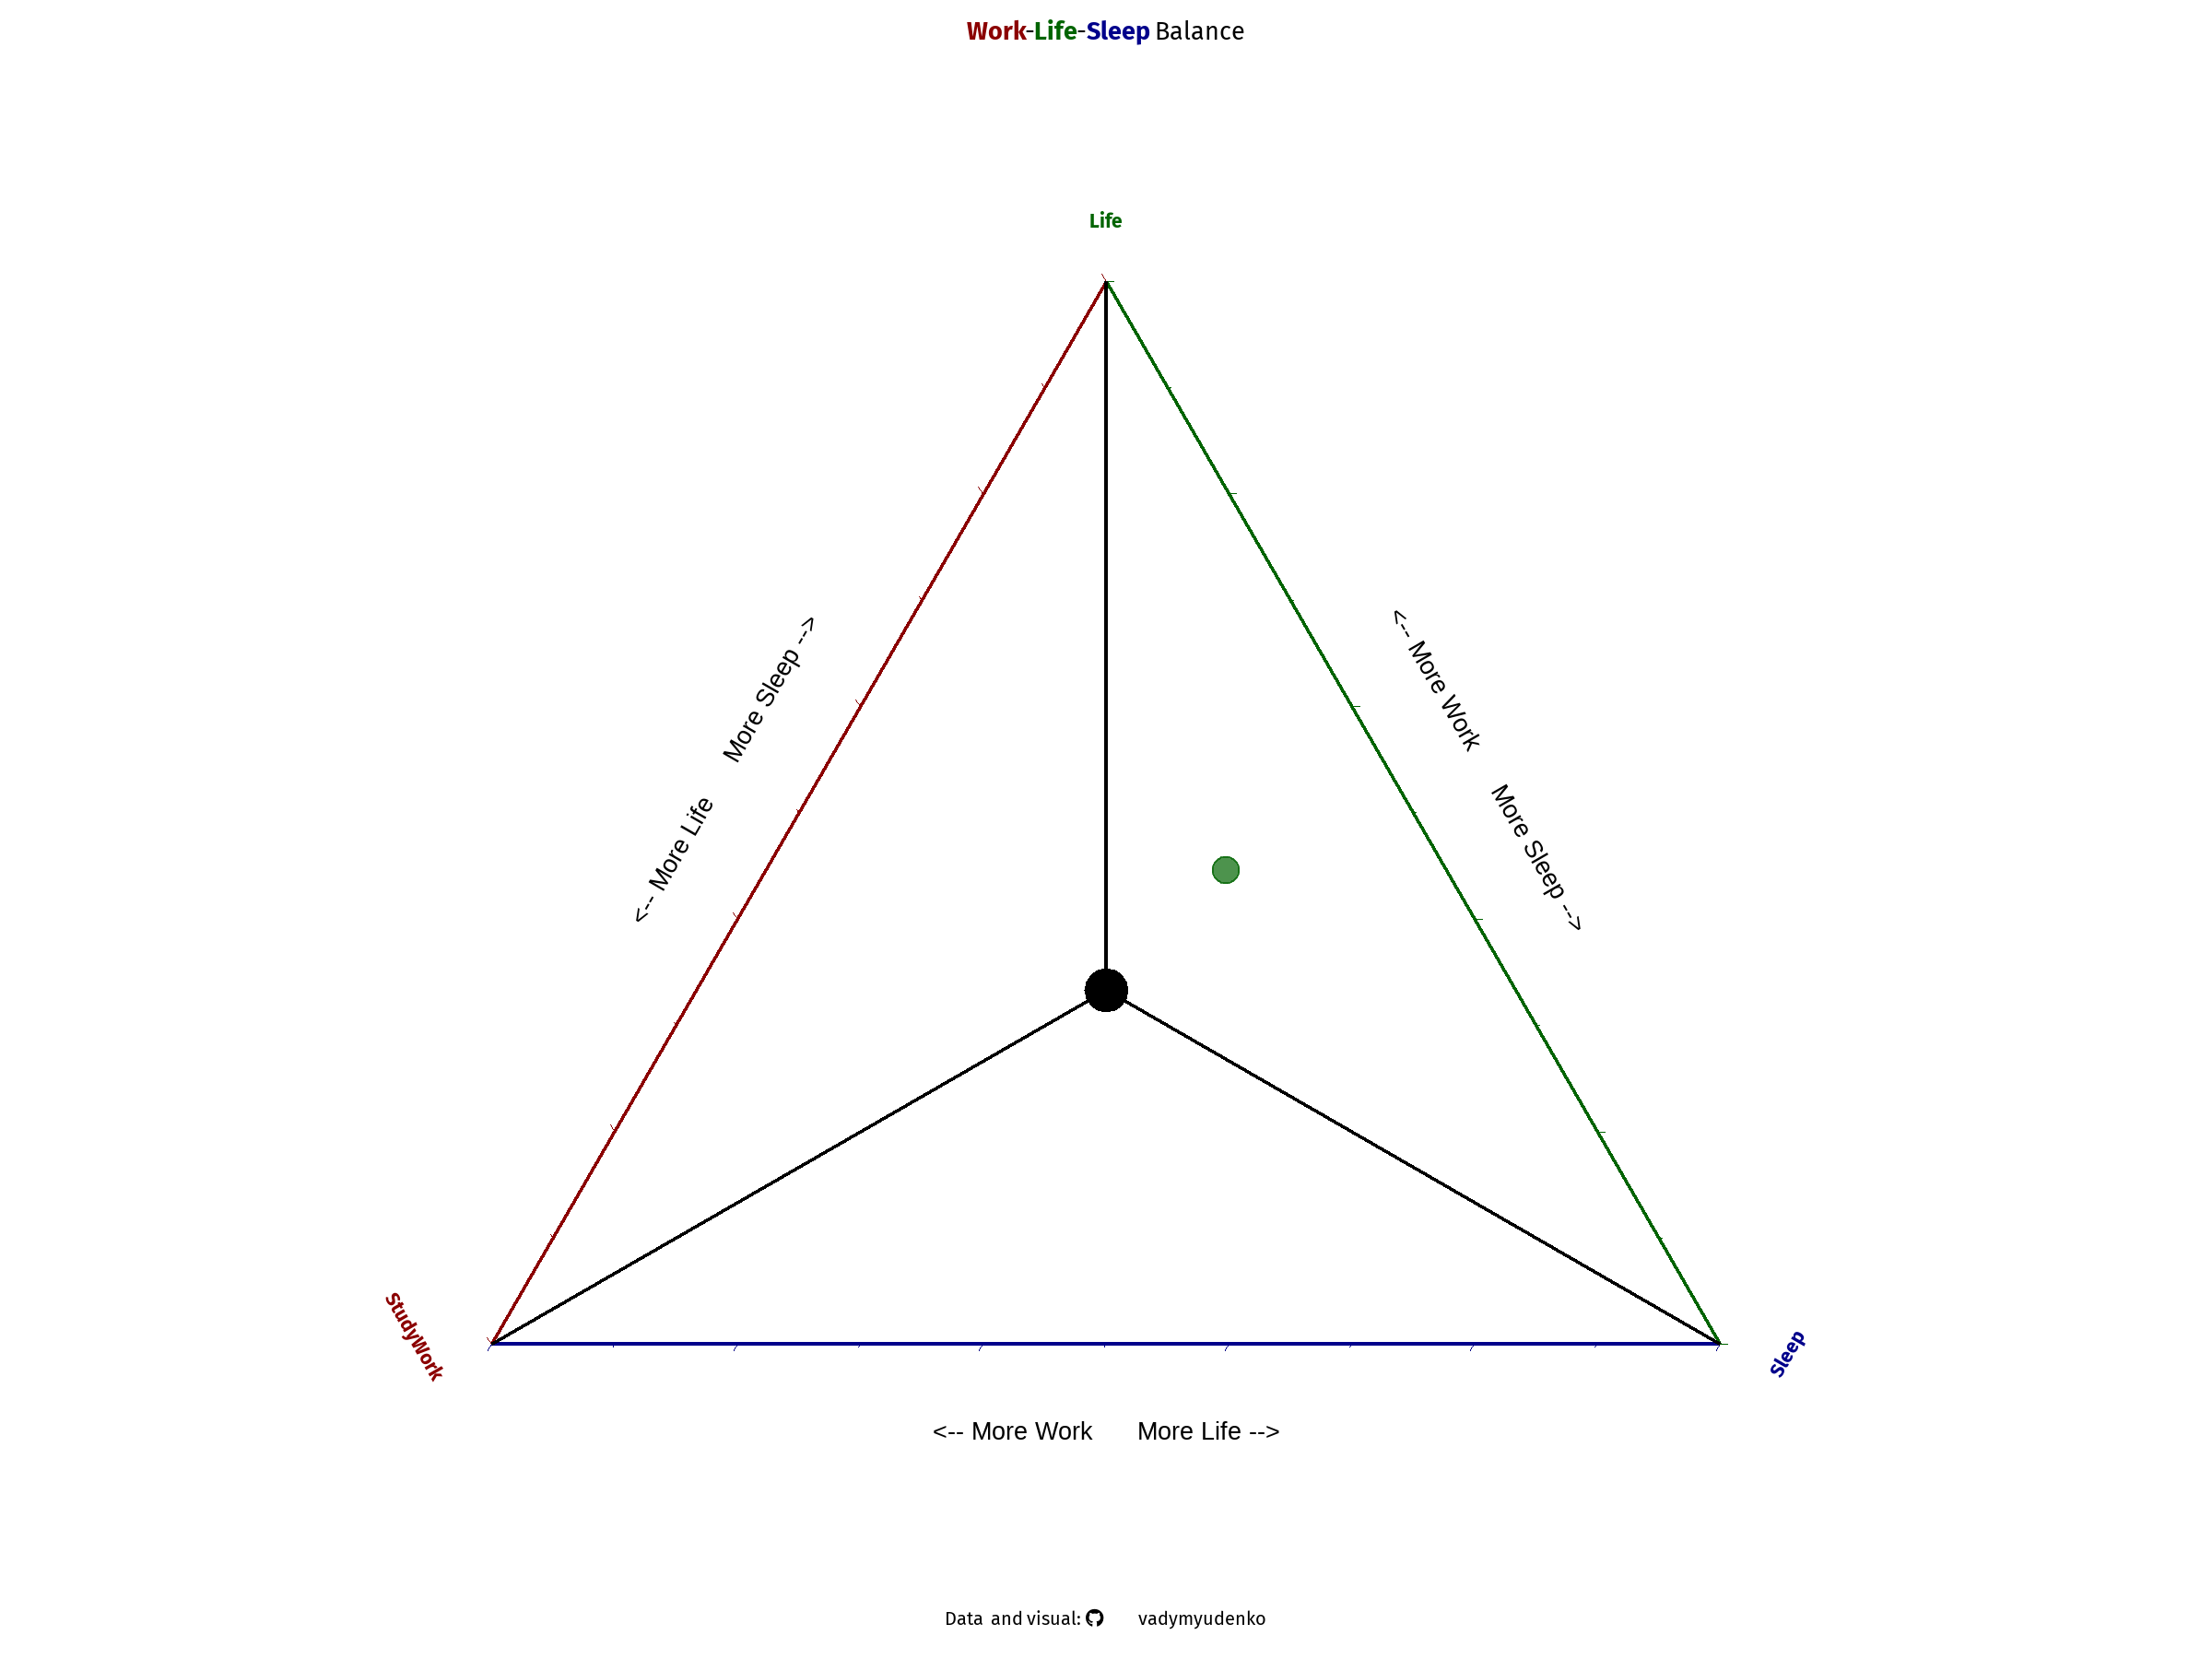 Work-Life-Sleep Balance
Life
<-- More Life More Sleep -->
<-- More Work More Sleep -->
StudyWork
Sleep
<-- More Work More Life -->
Data and visual: vadymyudenko